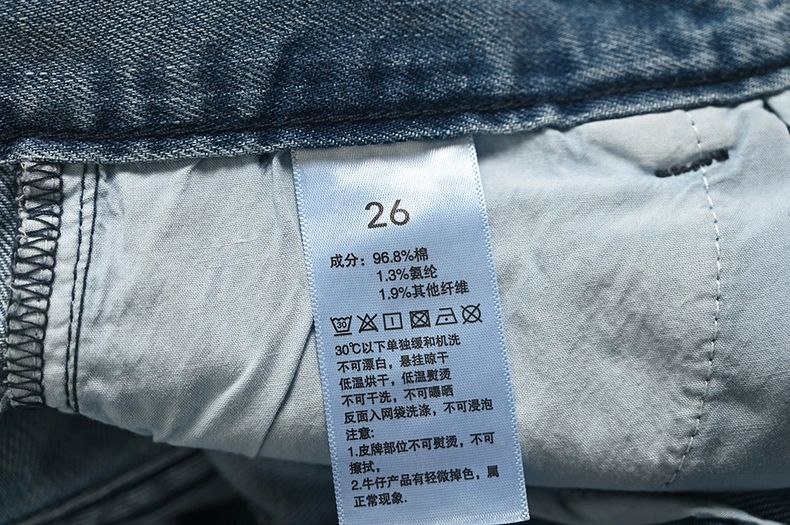 26
成分：96.8%棉
1.3%氨纶
1.9%其他纤维
30
30℃以下单独缓和机洗
不可漂白，悬挂晾干
低温烘干，低温熨烫
不可干洗，不可曝晒
反面入网袋洗涤，不可浸泡
注意：
1.皮牌部位不可熨烫，不可
擦拭，
2.牛仔产品有轻微掉色，属
正常现象.